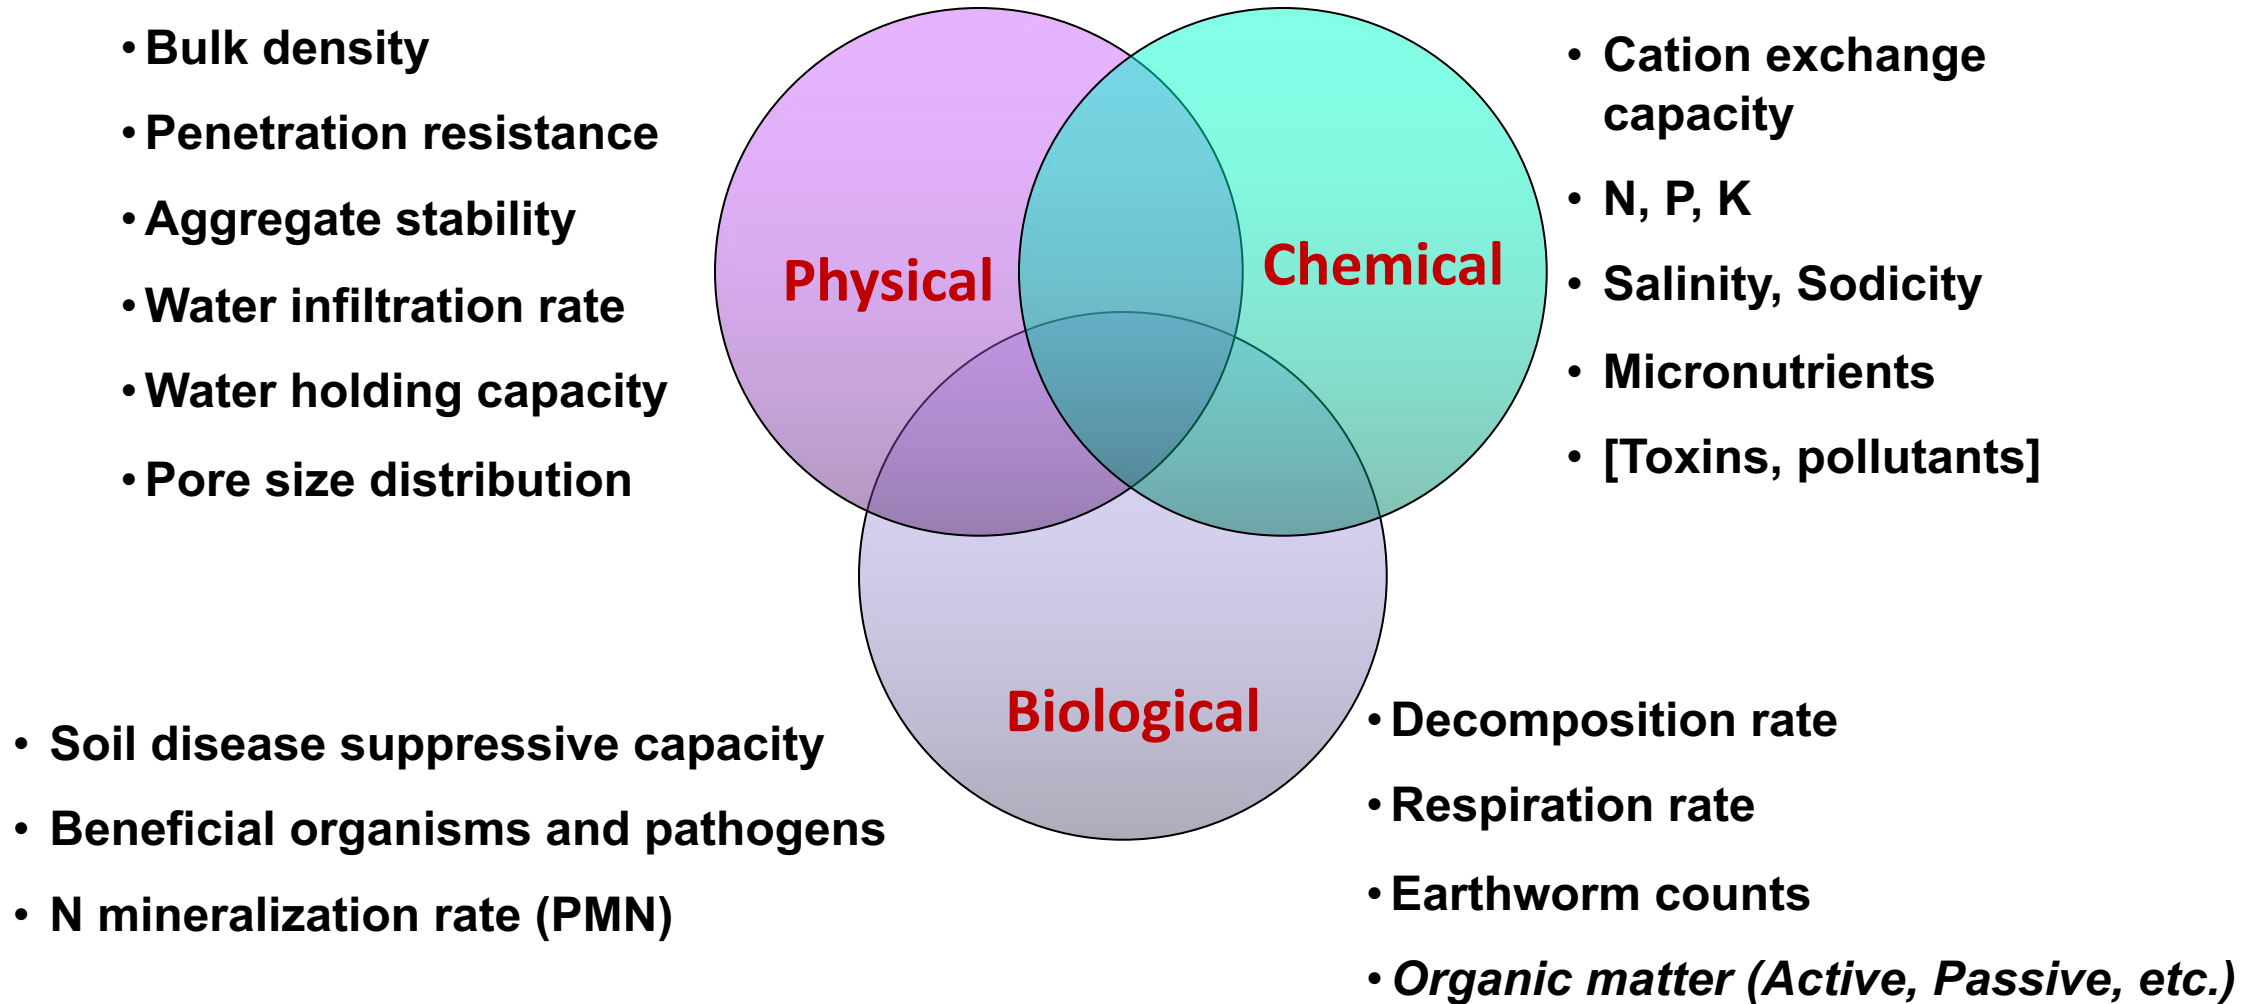 • Bulk density
• Penetration resistance
• Aggregate stability
• Water infiltration rate
• Water holding capacity
• Pore size distribution
Physical
Chemical
• Cation exchange
capacity
• N, P, K
• Salinity, Sodicity
• Micronutrients
• [Toxins, pollutants]
Biological
• Soil disease suppressive capacity
• Beneficial organisms and pathogens
• N mineralization rate (PMN)
• Decomposition rate
• Respiration rate
• Earthworm counts
• Organic matter (Active, Passive, etc.)